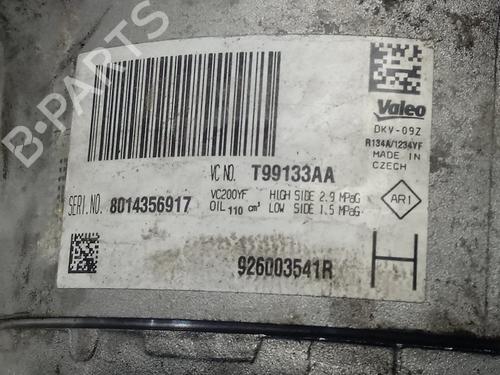 B-PARTS
Valeo
DKV-09Z
R134A/1234YF
MADE IN
CZECH
VC NO. T99133AA
SERI.NO. 8014356917
VC200YF HIGH SIDE 2.9 MPaG
OIL 110 cm³ LOW SIDE 1.5 MPaG
AR1
926003541R
H